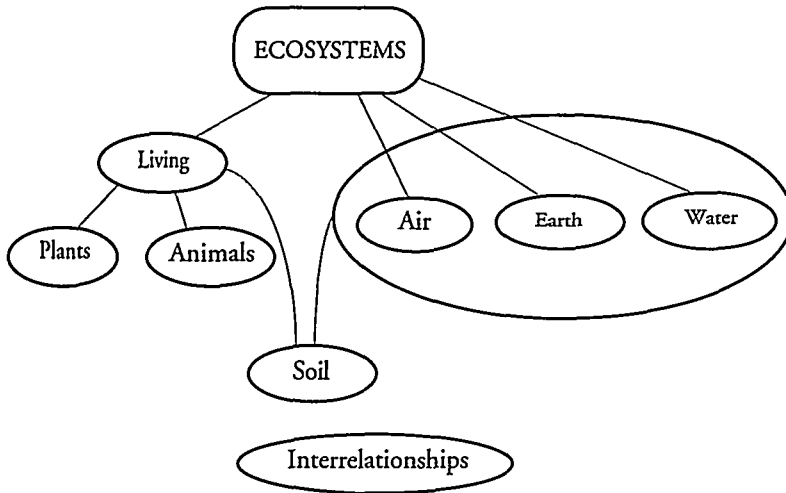 ECOSYSTEMS
Living
Air
Earth
Water
Plants
Animals
Soil
Interrelationships